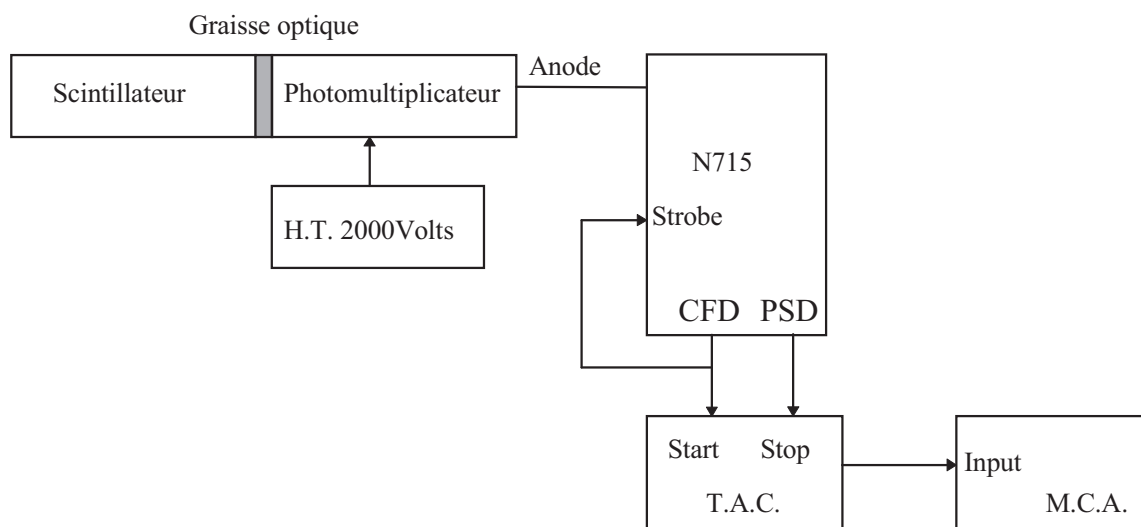 Graisse optique
Scintillateur
Photomultiplicateur
Anode
N715
H.T. 2000Volts
Strobe
CFD PSD
Start Stop
T.A.C.
Input
M.C.A.